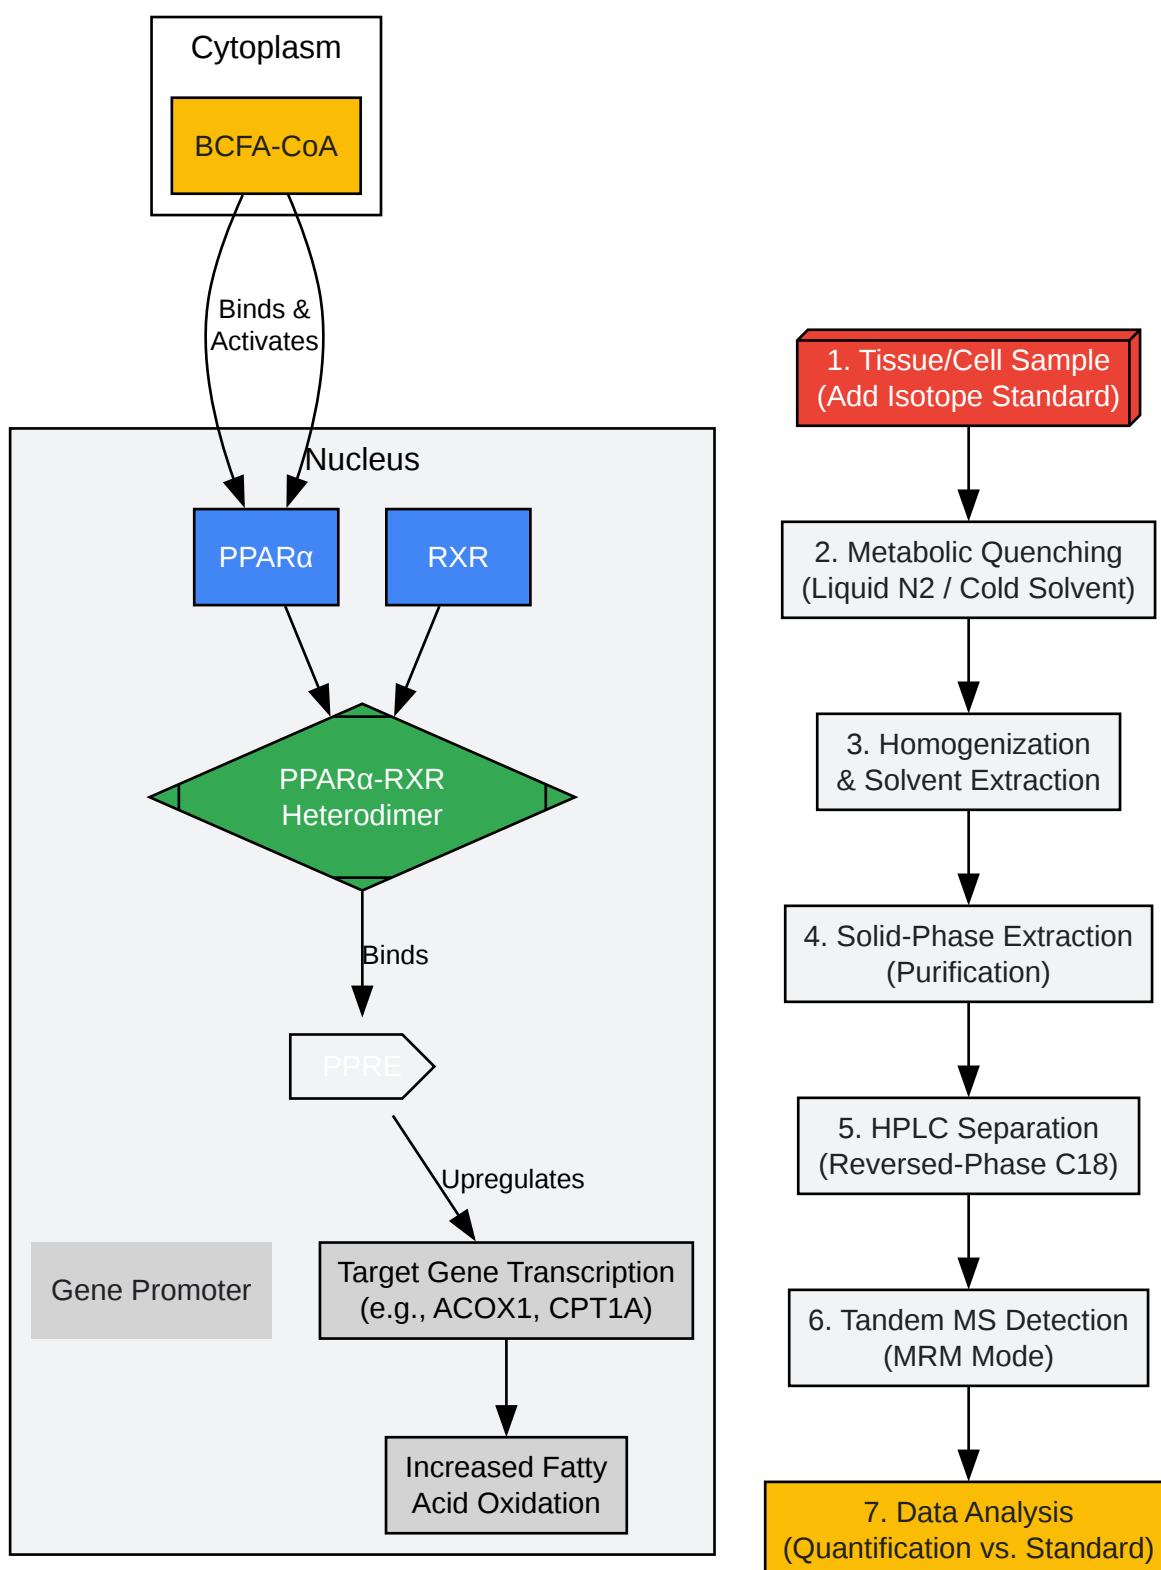 Cytoplasm
BCFA-CoA
Binds &
Activates
Nucleus
PPARα
RXR
PPARα-RXR
Heterodimer
Binds
PPRE
Upregulates
Gene Promoter
Target Gene Transcription
(e.g., ACOX1, CPT1A)
Increased Fatty
Acid Oxidation
1. Tissue/Cell Sample
(Add Isotope Standard)
2. Metabolic Quenching
(Liquid N2 / Cold Solvent)
3. Homogenization
& Solvent Extraction
4. Solid-Phase Extraction
(Purification)
5. HPLC Separation
(Reversed-Phase C18)
6. Tandem MS Detection
(MRM Mode)
7. Data Analysis
(Quantification vs. Standard)